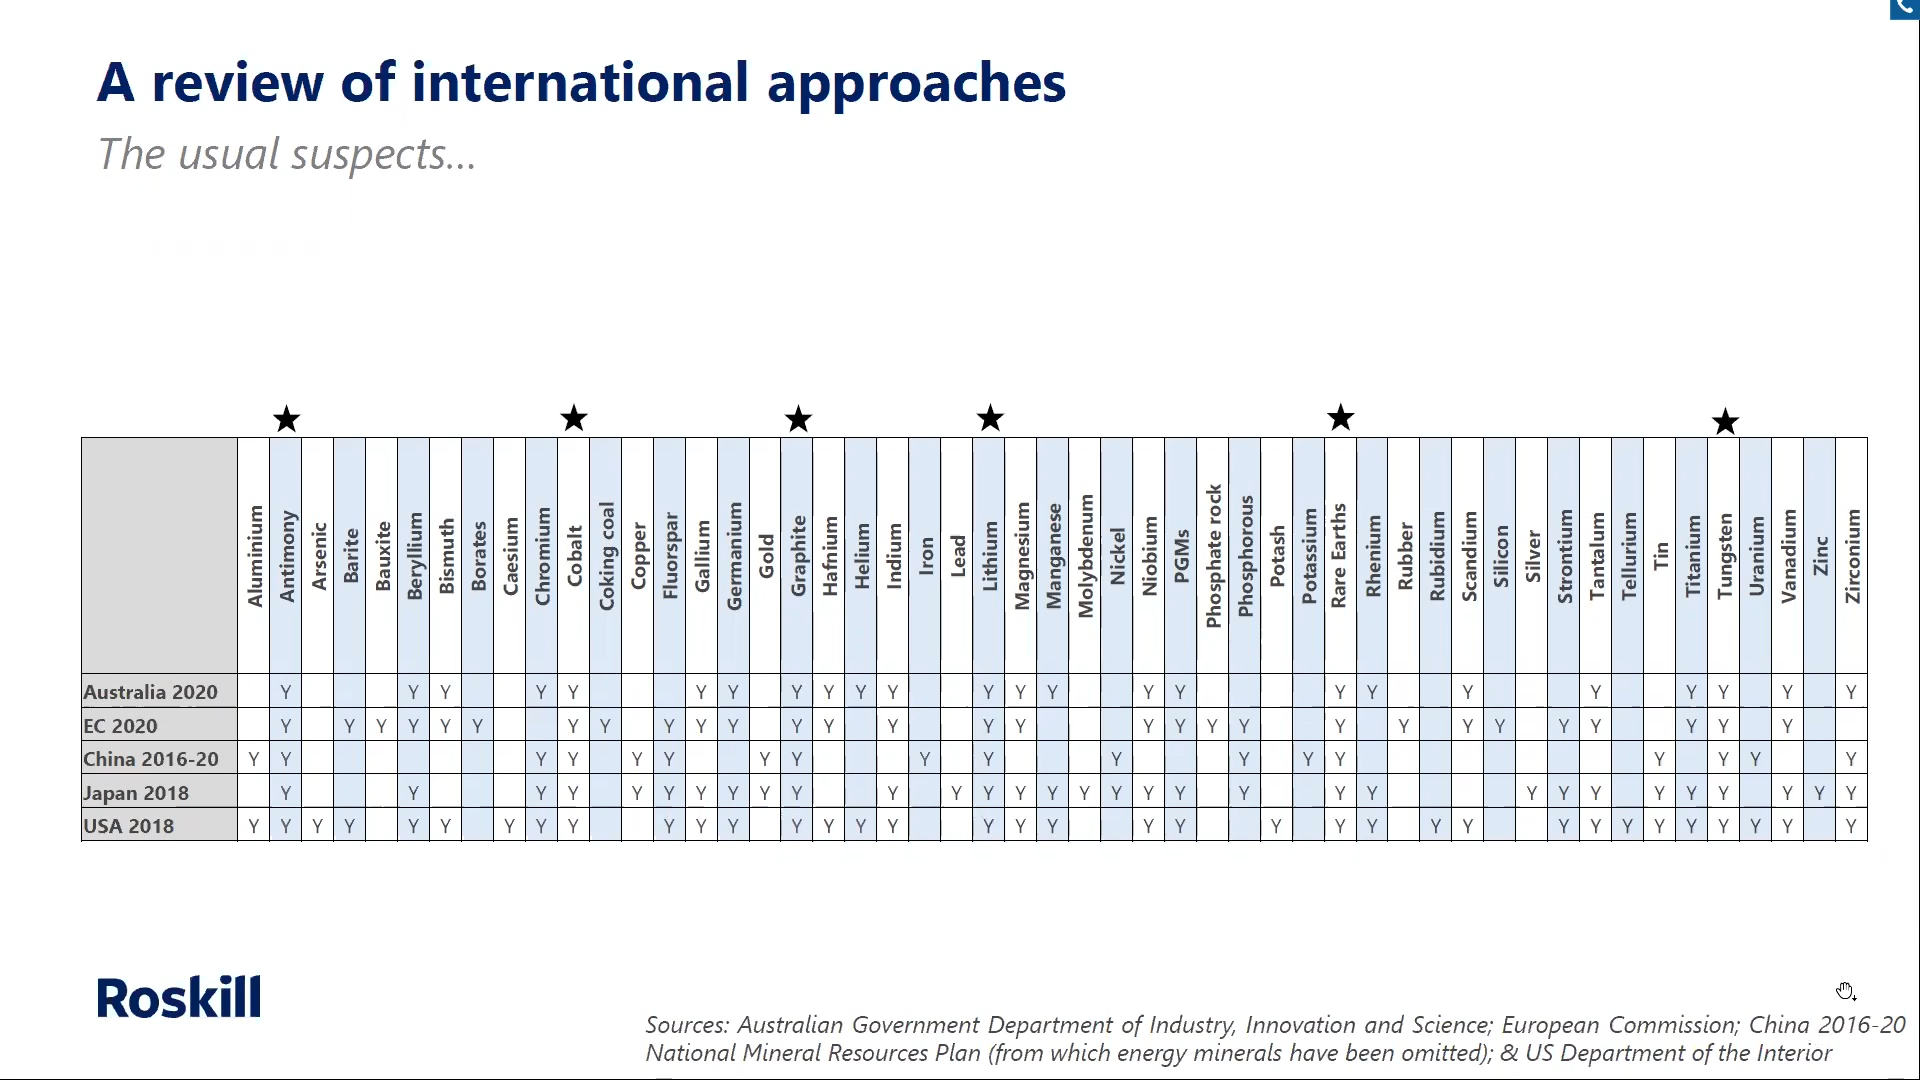 A review of international approaches
The usual suspects...
★ ★ ★ ★ ★ ★
Aluminium Antimony Arsenic Barite Bauxite Beryllium Bismuth Borates Caesium Chromium Cobalt Coking coal Copper Fluorspar Gallium Germanium Gold Graphite Hafnium Helium Indium Iron Lead Lithium Magnesium Manganese Molybdenum Nickel Niobium PGMs Phosphate rock Phosphorous Potash Potassium Rare Earths Rhenium Rubber Rubidium Scandium Silicon Silver Strontium Tantalum Tellurium Tin Titanium Tungsten Uranium Vanadium Zinc Zirconium
Australia 2020 Y Y Y Y Y Y Y Y Y Y Y Y Y Y Y Y Y Y Y Y Y Y Y Y
EC 2020 Y Y Y Y Y Y Y Y Y Y Y Y Y Y Y Y Y Y Y Y Y Y Y Y Y Y Y Y Y
China 2016-20 Y Y Y Y Y Y Y Y Y Y Y Y Y Y Y Y Y Y
Japan 2018 Y Y Y Y Y Y Y Y Y Y Y Y Y Y Y Y Y Y Y Y Y Y Y Y Y Y Y Y Y Y Y
USA 2018 Y Y Y Y Y Y Y Y Y Y Y Y Y Y Y Y Y Y Y Y Y Y Y Y Y Y Y Y Y Y Y Y Y Y Y
Roskill
Sources: Australian Government Department of Industry, Innovation and Science; European Commission; China 2016-20
National Mineral Resources Plan (from which energy minerals have been omitted); & US Department of the Interior